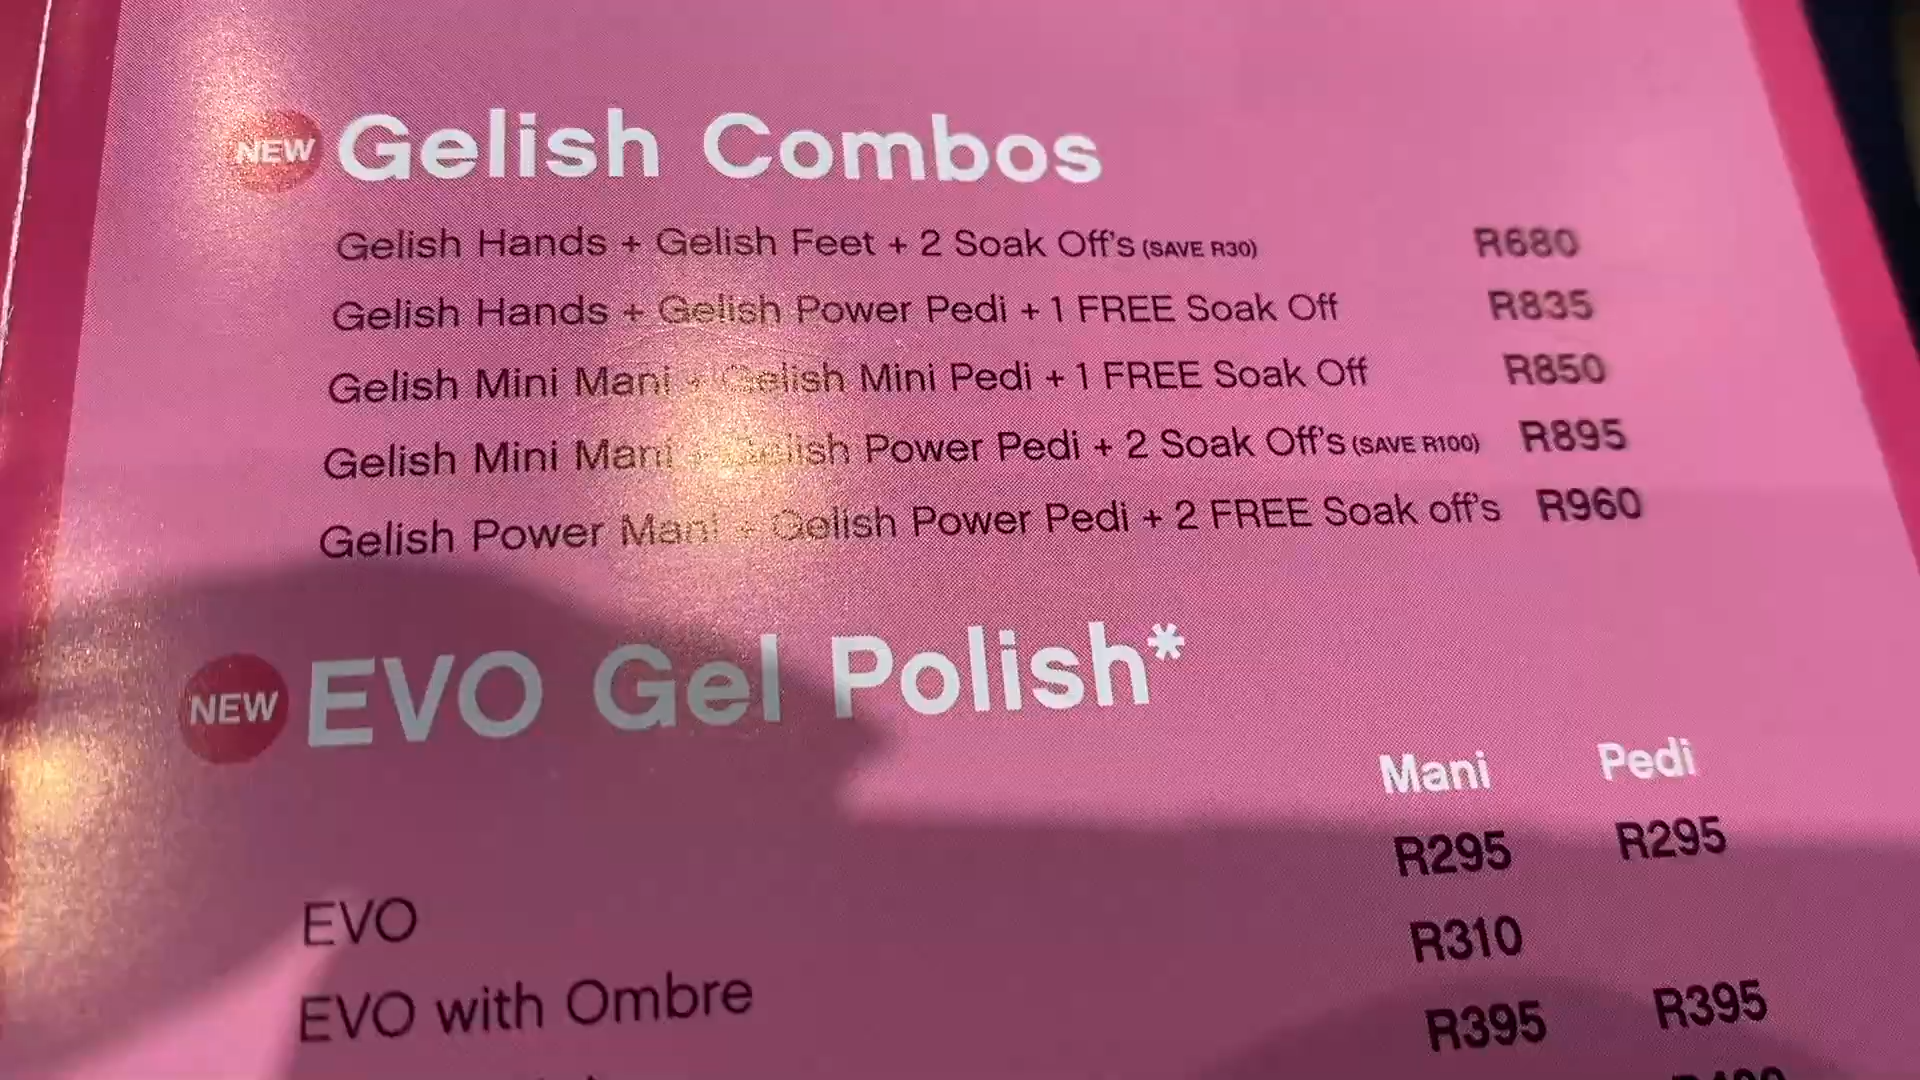 NEW Gelish Combos
Gelish Hands + Gelish Feet + 2 Soak Off's (SAVE R30) R680
Gelish Hands + Gelish Power Pedi + 1 FREE Soak Off R835
Gelish Mini Mani + Gelish Mini Pedi + 1 FREE Soak Off R850
Gelish Mini Mani + Gelish Power Pedi + 2 Soak Off's (SAVE R100) R895
Gelish Power Mani + Gelish Power Pedi + 2 FREE Soak off's R960
NEW EVO Gel Polish*
Mani Pedi
EVO R295 R295
EVO with Ombre R310
R395 R395